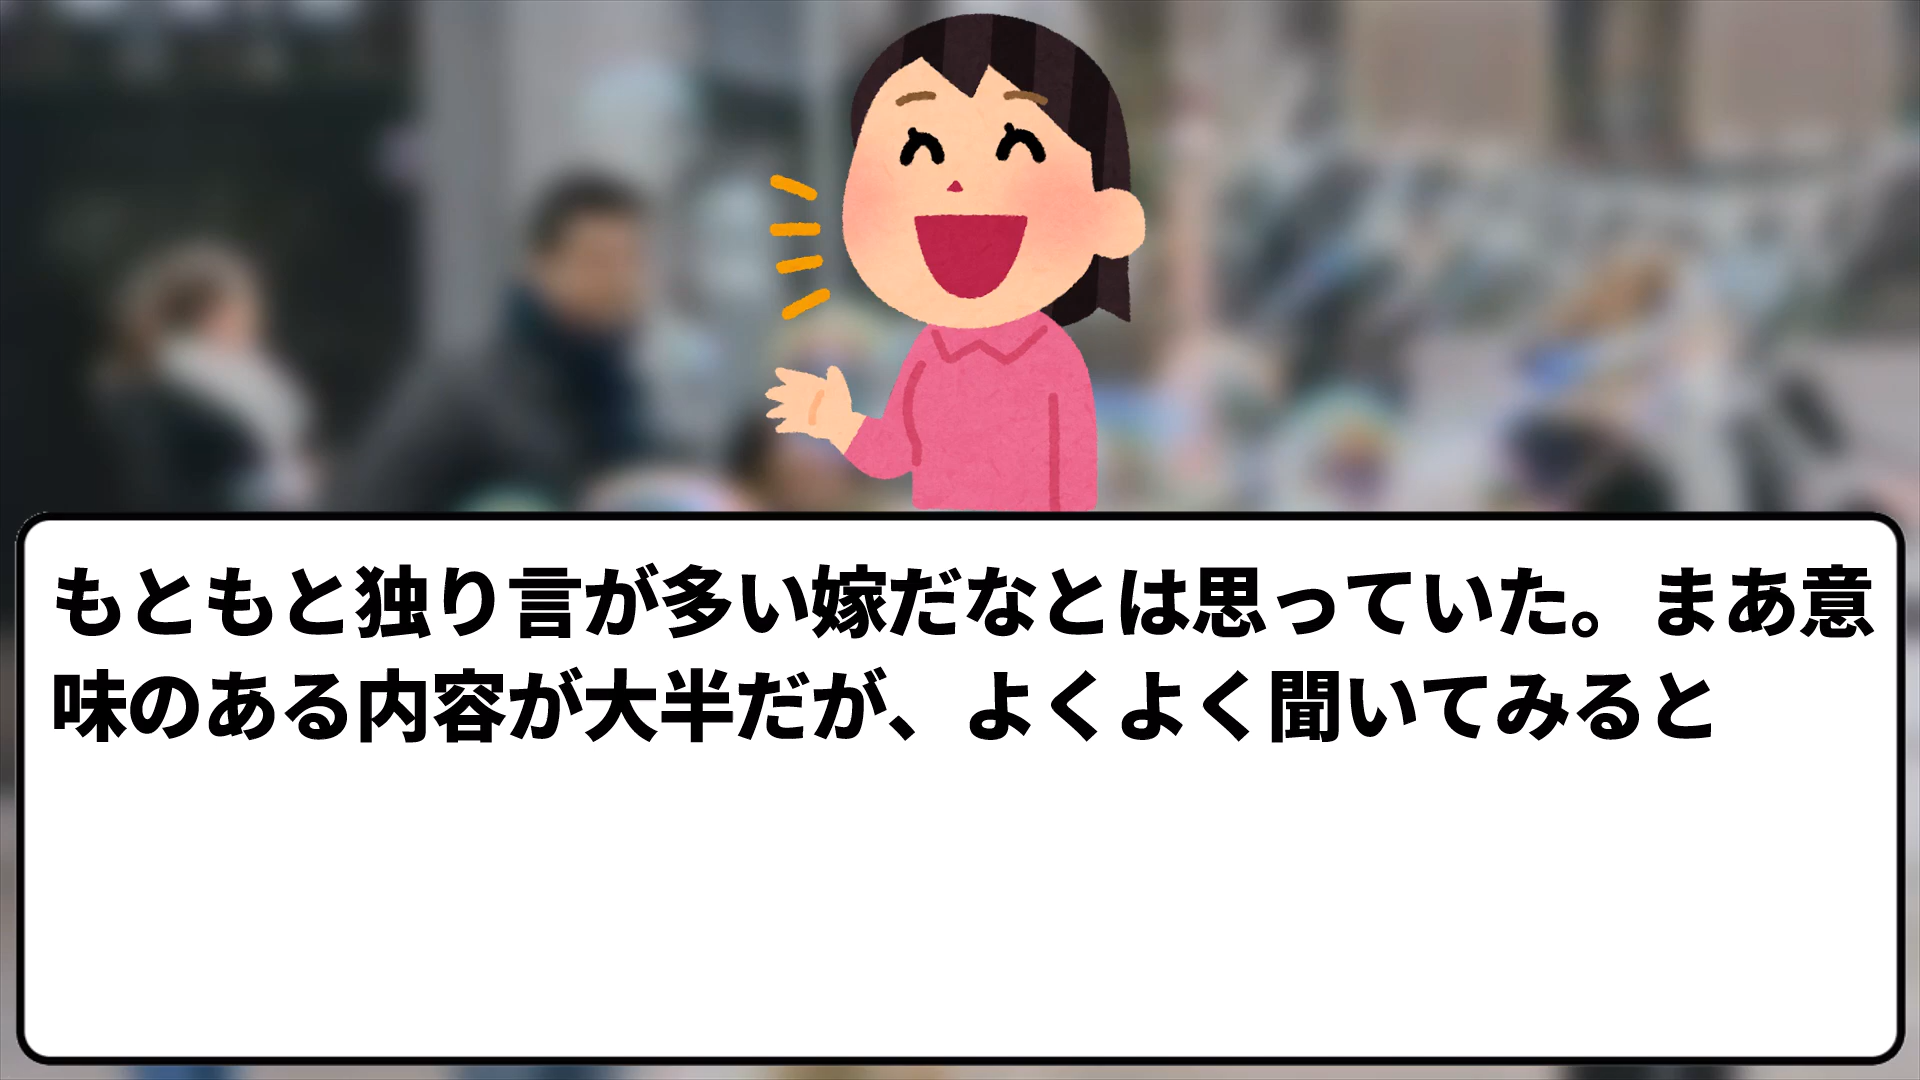 もともと独り言が多い嫁だなとは思っていた。まあ意
味のある内容が大半だが、よくよく聞いてみると